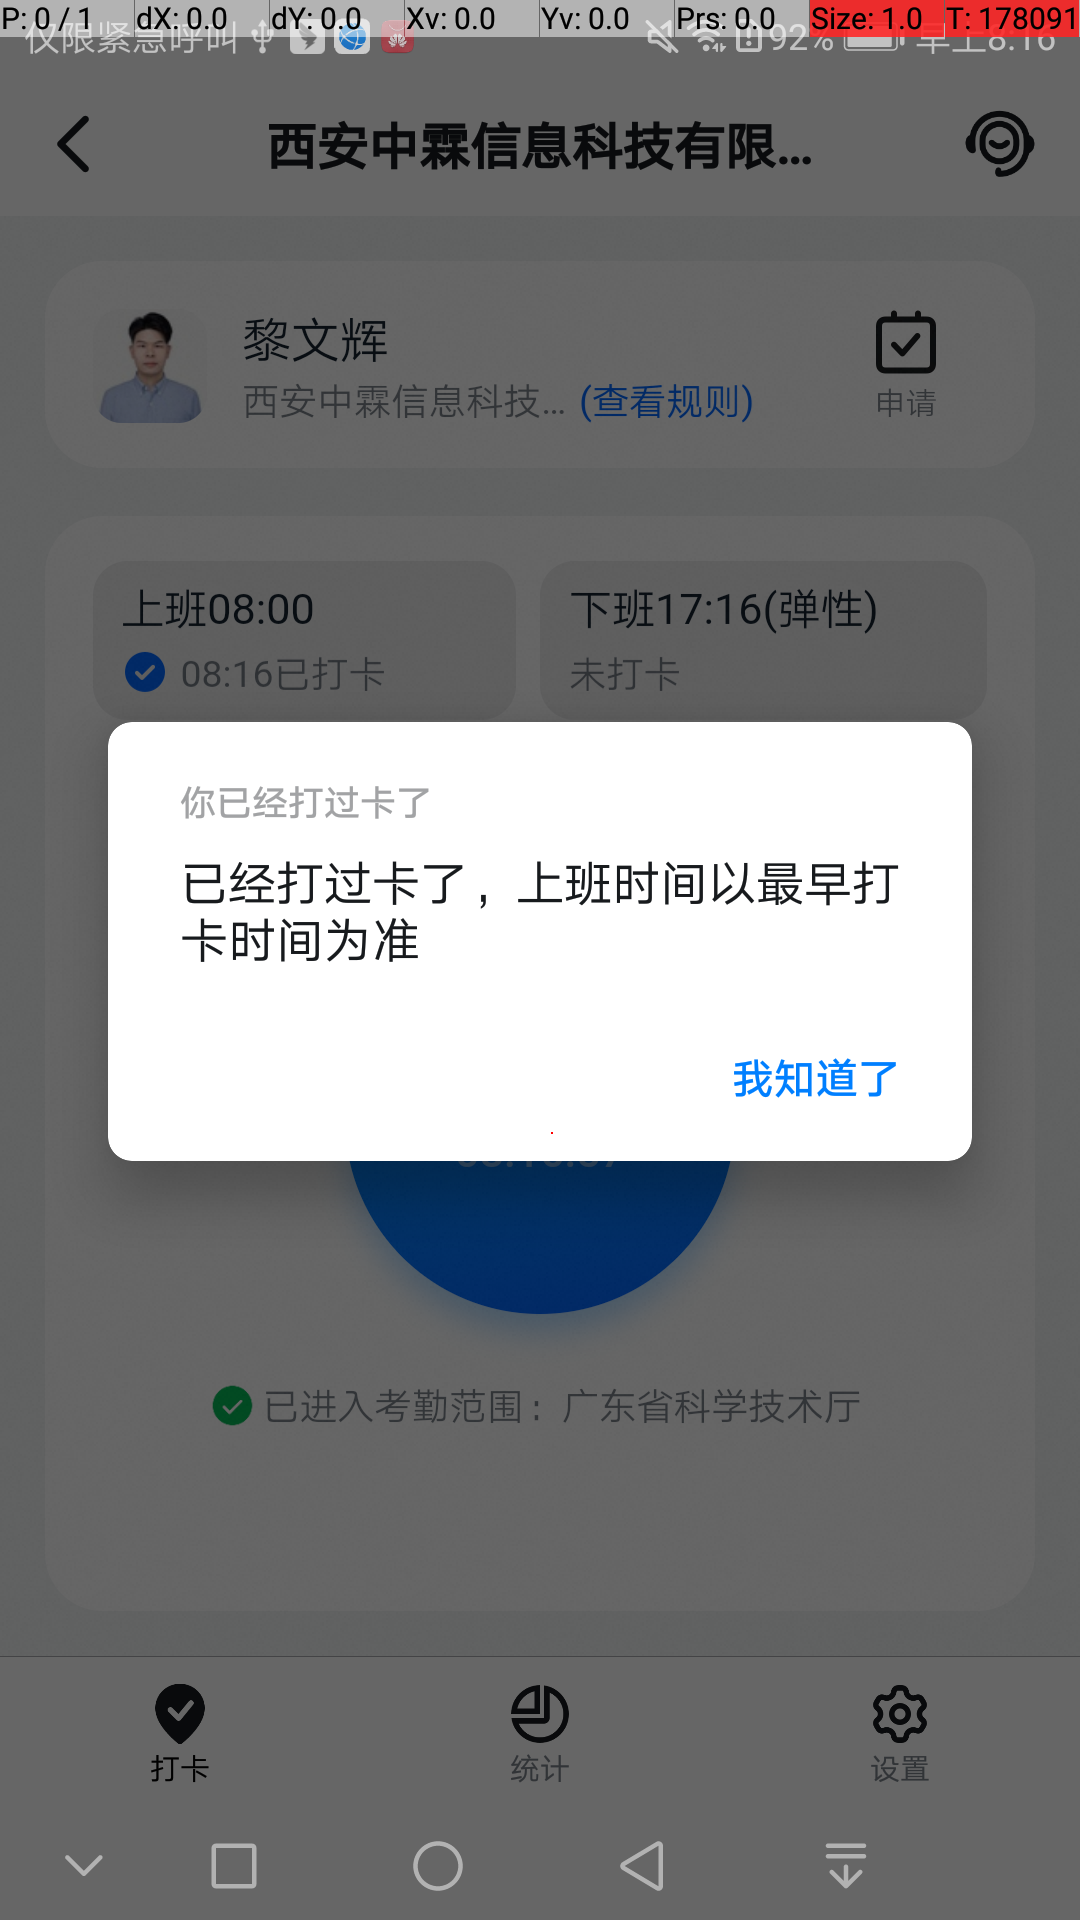 P: 0 / 1 dX: 0.0 dY: 0.0 Xv: 0.0 Yv: 0.0 Prs: 0.0 Size: 1.0 T: 178091
仅限紧急呼叫 92% 早上8:16
西安中霖信息科技有限...
黎文辉
西安中霖信息科技... (查看规则)
申请
上班08:00
08:16已打卡
下班17:16(弹性)
未打卡
你已经打过卡了
已经打过卡了，上班时间以最早打
卡时间为准
我知道了
已进入考勤范围：广东省科学技术厅
打卡
统计
设置